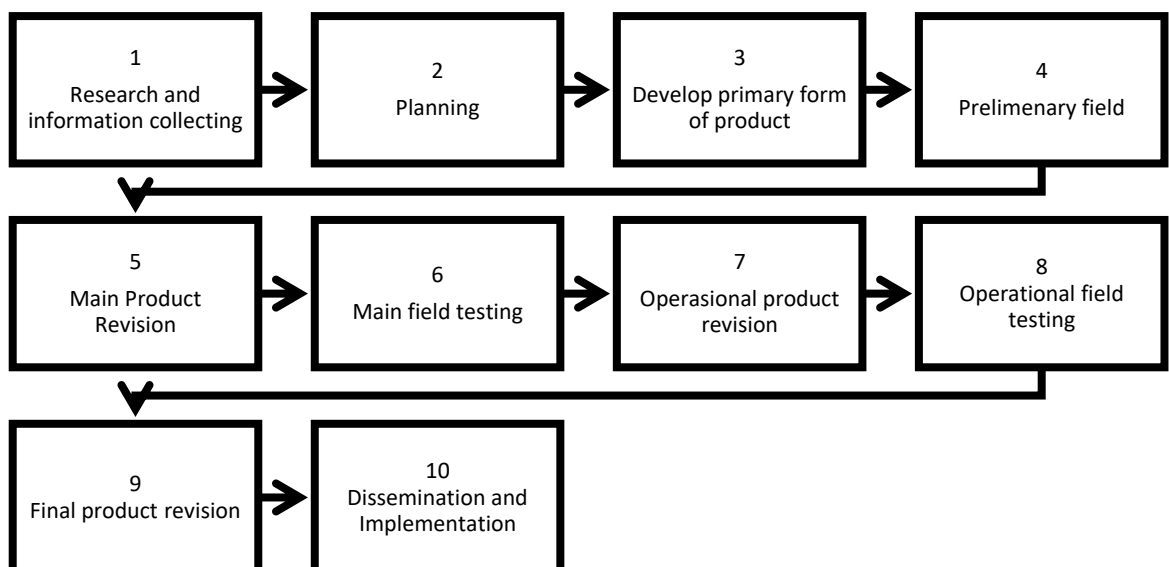 1
Research and
information collecting
2
Planning
3
Develop primary form
of product
4
Prelimenary field
5
Main Product
Revision
6
Main field testing
7
Operasional product
revision
8
Operational field
testing
9
Final product revision
10
Dissemination and
Implementation